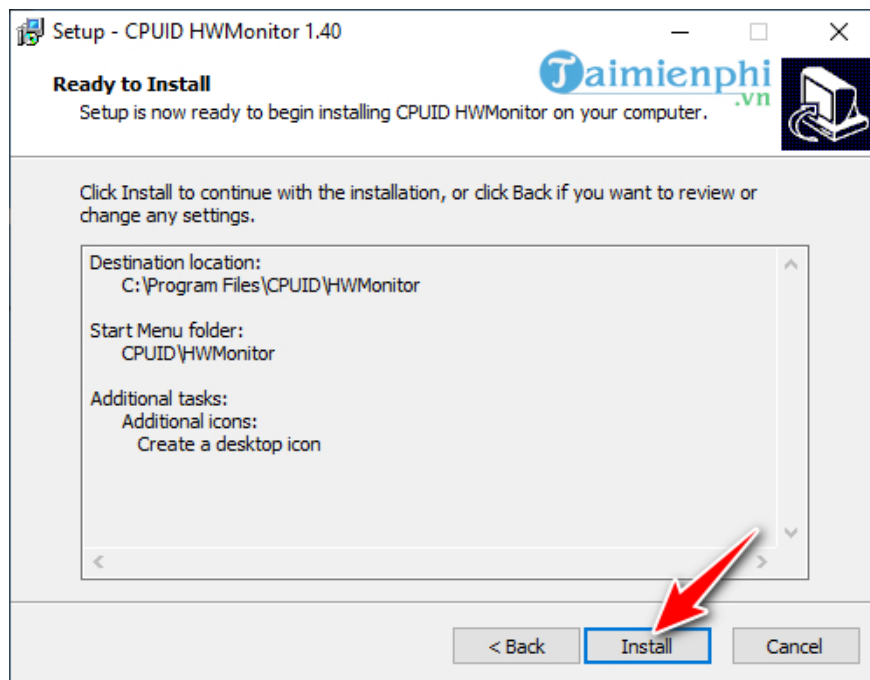 Setup - CPUID HWMonitor 1.40
Ready to Install
Taimienphi
.vn
Setup is now ready to begin installing CPUID HWMonitor on your computer.
Click Install to continue with the installation, or click Back if you want to review or
change any settings.
Destination location:
C:\Program Files\CPUID\HWMonitor
Start Menu folder:
CPUID\HWMonitor
Additional tasks:
Additional icons:
Create a desktop icon
< Back
Install
Cancel